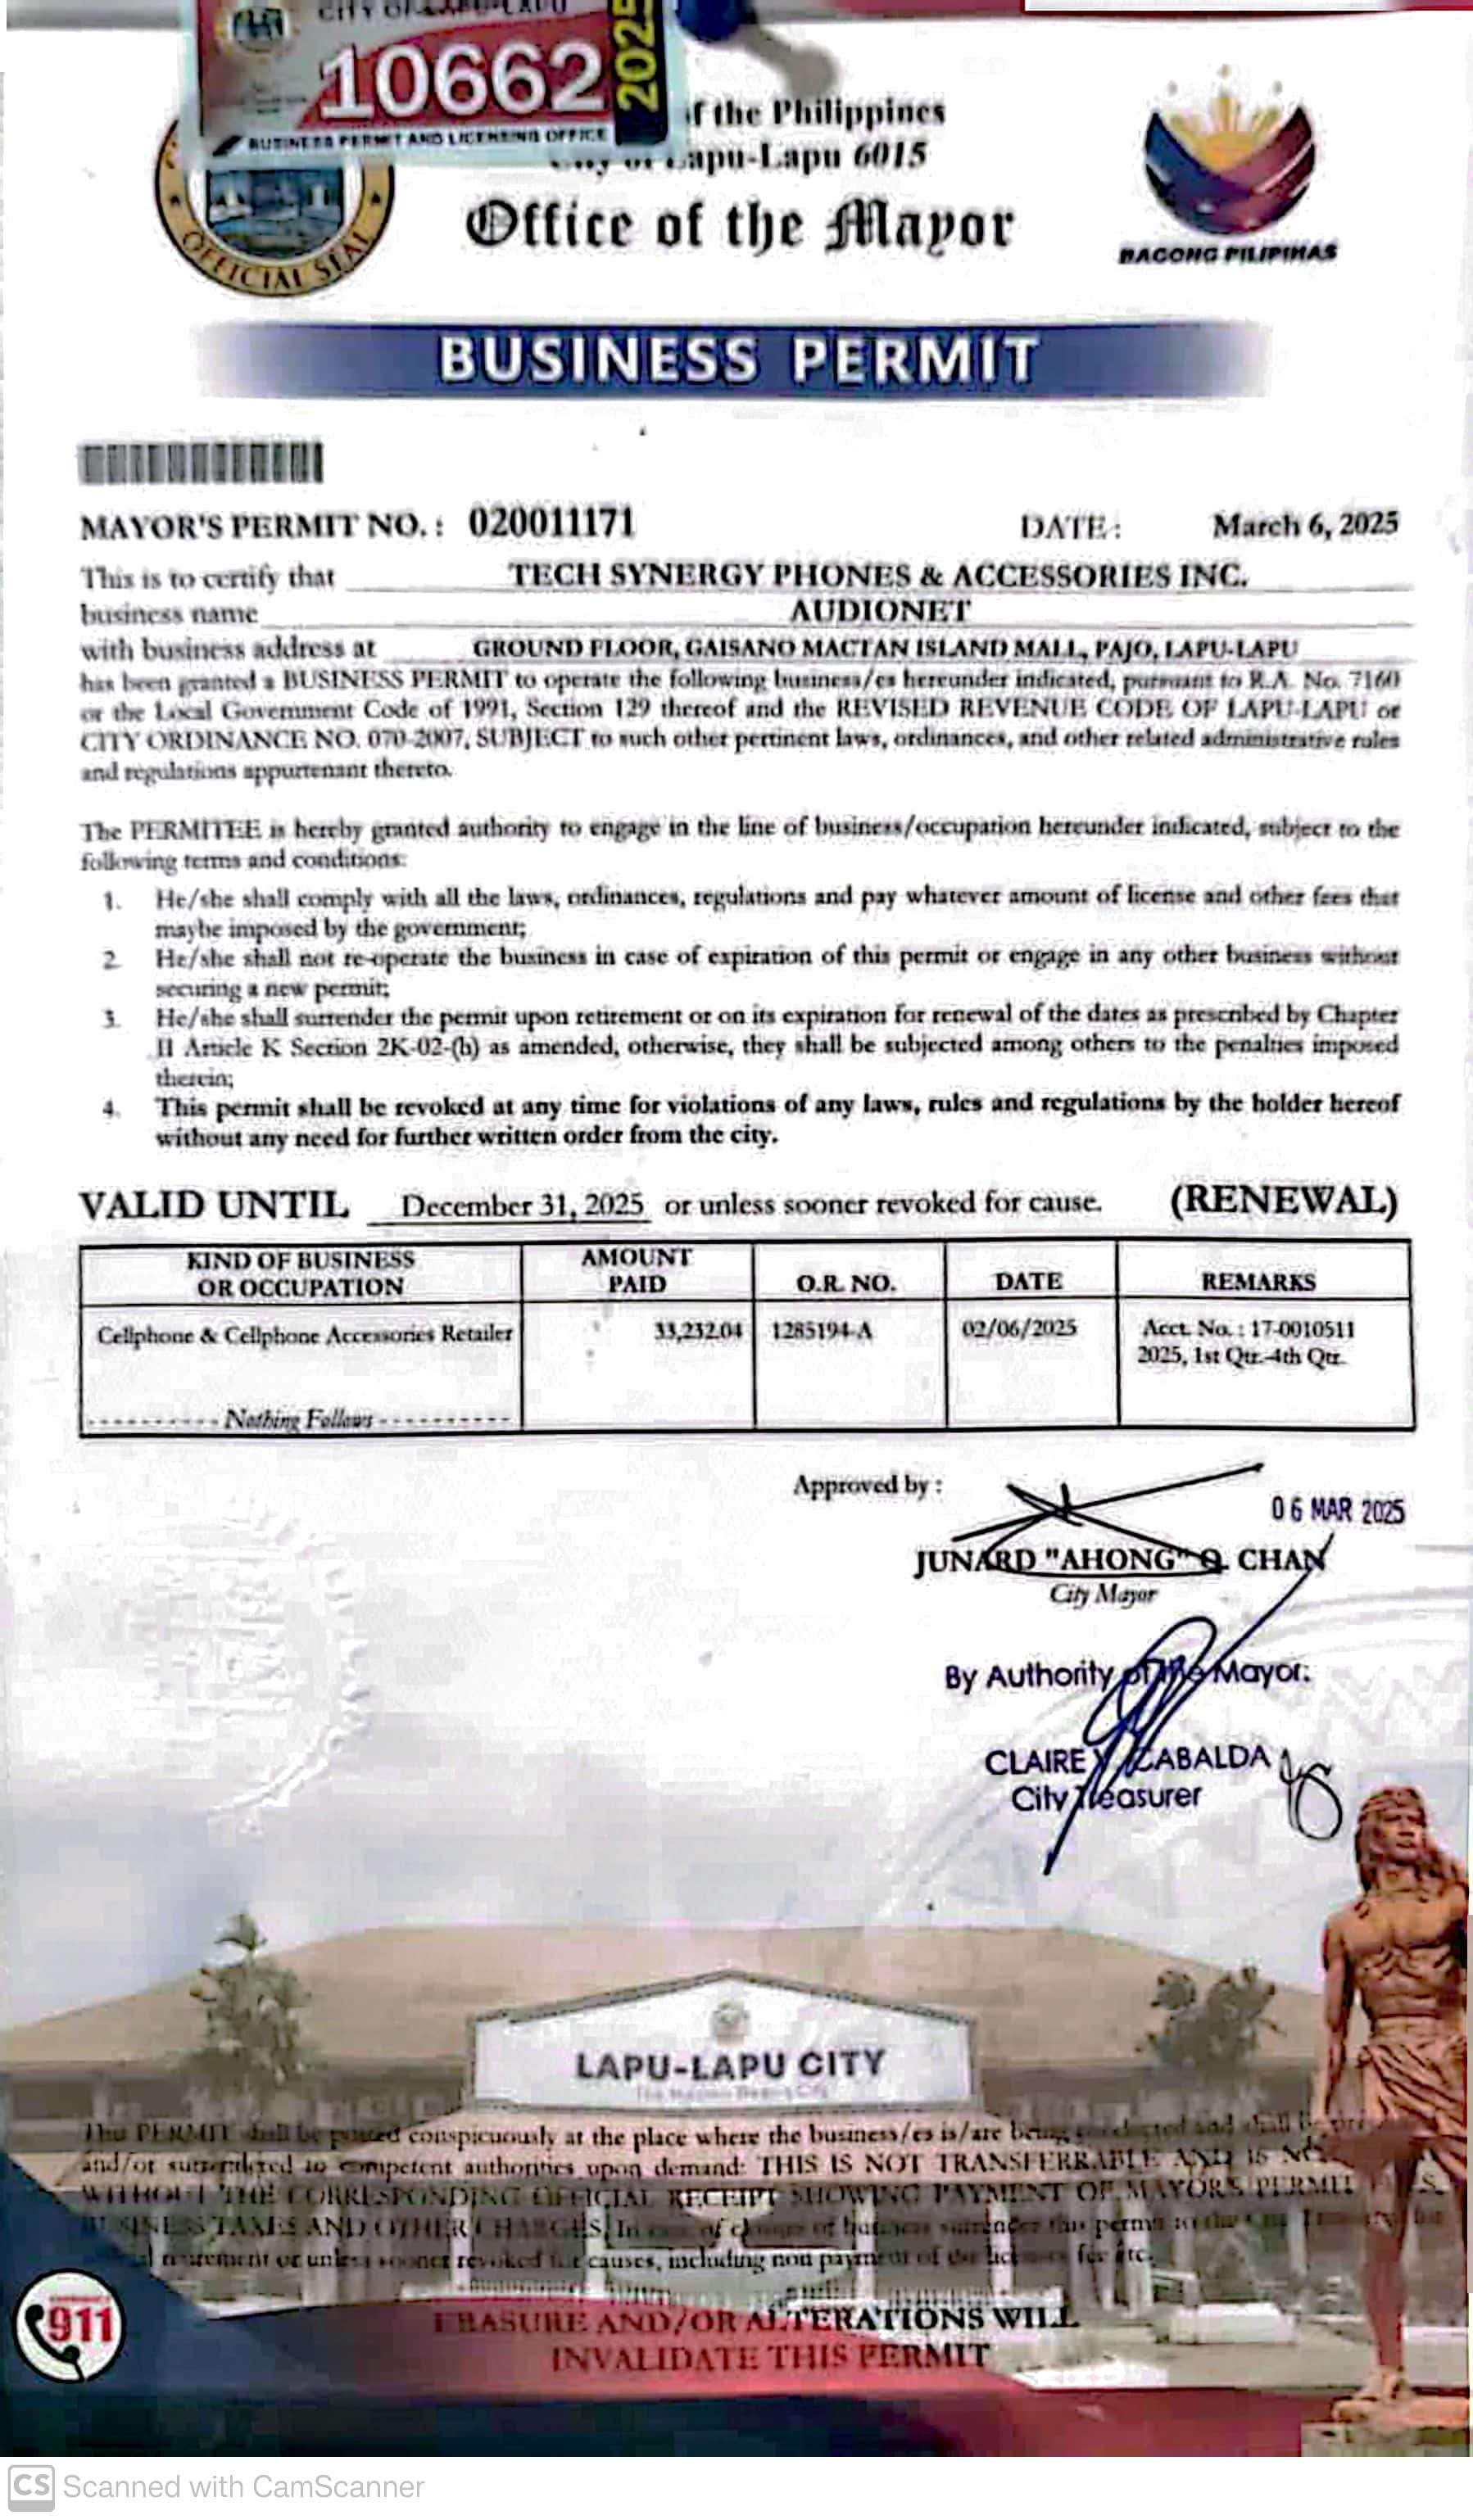 CITY OF LAPU-LAPU
10662
2025
BUSINESS PERMIT AND LICENSING OFFICE
of the Philippines
City of Lapu-Lapu 6015
Office of the Mayor
OFFICIAL SEAL
BAGONG PILIPINAS
BUSINESS PERMIT
MAYOR'S PERMIT NO. : 020011171 DATE : March 6, 2025
This is to certify that TECH SYNERGY PHONES & ACCESSORIES INC.
business name AUDIONET
with business address at GROUND FLOOR, GAISANO MACTAN ISLAND MALL, PAJO, LAPU-LAPU
has been granted a BUSINESS PERMIT to operate the following business/es hereunder indicated, pursuant to R.A. No. 7160
or the Local Government Code of 1991, Section 129 thereof and the REVISED REVENUE CODE OF LAPU-LAPU or
CITY ORDINANCE NO. 070-2007, SUBJECT to such other pertinent laws, ordinances, and other related administrative rules
and regulations appurtenant thereto.
The PERMITEE is hereby granted authority to engage in the line of business/occupation hereunder indicated, subject to the
following terms and conditions:
1. He/she shall comply with all the laws, ordinances, regulations and pay whatever amount of license and other fees that
maybe imposed by the government;
2. He/she shall not re-operate the business in case of expiration of this permit or engage in any other business without
securing a new permit;
3. He/she shall surrender the permit upon retirement or on its expiration for renewal of the dates as prescribed by Chapter
II Article K Section 2K-02-(h) as amended, otherwise, they shall be subjected among others to the penalties imposed
therein;
4. This permit shall be revoked at any time for violations of any laws, rules and regulations by the holder hereof
without any need for further written order from the city.
VALID UNTIL December 31, 2025 or unless sooner revoked for cause. (RENEWAL)
KIND OF BUSINESS OR OCCUPATION AMOUNT PAID O.R. NO. DATE REMARKS
Cellphone & Cellphone Accessories Retailer 33,232.04 1285194-A 02/06/2025 Acct. No. : 17-0010511
2025, 1st Qtr.-4th Qtr.
---------- Nothing Follows ----------
Approved by :
06 MAR 2025
JUNARD "AHONG" Q. CHAN
City Mayor
By Authority of the Mayor:
CLAIRE CABALDA
City Treasurer
LAPU-LAPU CITY
This PERMIT shall be posted conspicuously at the place where the business/es is/are being conducted and shall be
and/or surrendered to competent authorities upon demand: THIS IS NOT TRANSFERRABLE AND IS
WITHOUT THE CORRESPONDING OFFICIAL RECEIPT SHOWING PAYMENT OF MAYOR'S PERMIT
BUSINESS TAXES AND OTHER CHARGES. In case of closure of business surrender this permit to the
retirement or unless sooner revoked for causes, including non payment of the licenses fee etc.
911
ERASURE AND/OR ALTERATIONS WILL
INVALIDATE THIS PERMIT
CS Scanned with CamScanner